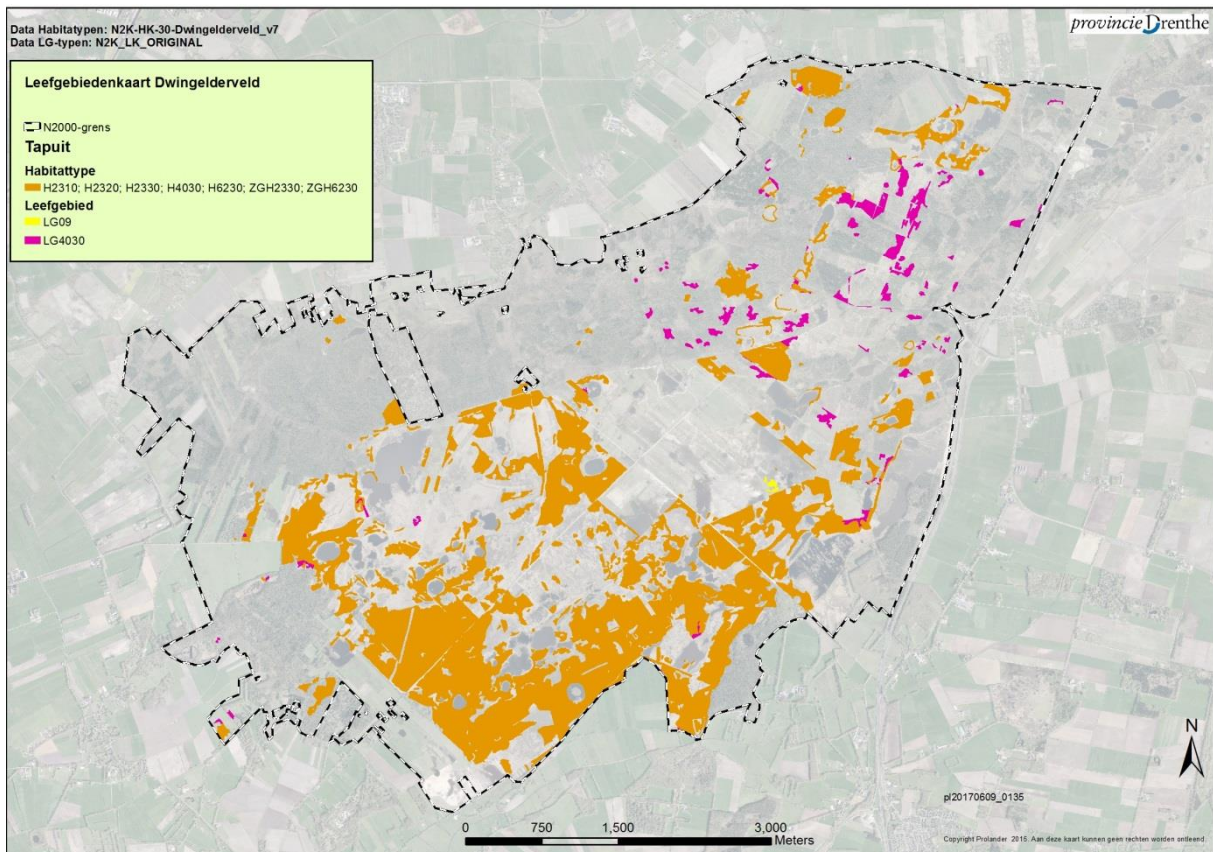 Data Habitatypen: N2K-HK-30-Dwingelderveld_v7
Data LG-typen: N2K_LK_ORIGINAL
provincie Drenthe
Leefgebiedenkaart Dwingelderveld
N2000-grens
Tapuit
Habitattype
H2310; H2320; H2330; H4030; H6230; ZGH2330; ZGH6230
Leefgebied
LG09
LG4030
N
pl20170609_0135
0 750 1,500 3,000
Meters
Copyright Prolander 2015. Aan deze kaart kunnen geen rechten worden ontleend.